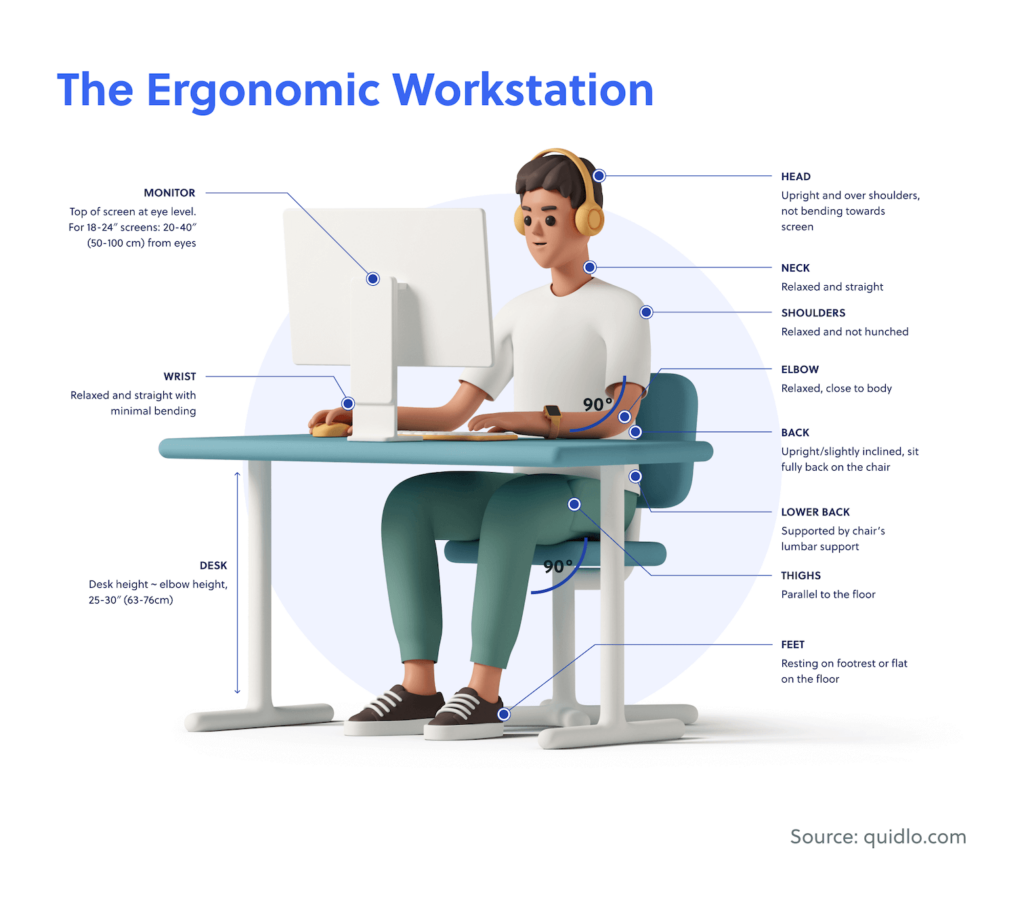 The Ergonomic Workstation
MONITOR
Top of screen at eye level.
For 18-24” screens: 20-40”
(50-100 cm) from eyes
WRIST
Relaxed and straight with
minimal bending
DESK
Desk height ~ elbow height,
25-30” (63-76cm)
HEAD
Upright and over shoulders,
not bending towards
screen
NECK
Relaxed and straight
SHOULDERS
Relaxed and not hunched
ELBOW
Relaxed, close to body
90°
BACK
Upright/slightly inclined, sit
fully back on the chair
LOWER BACK
Supported by chair’s
lumbar support
90°
THIGHS
Parallel to the floor
FEET
Resting on footrest or flat
on the floor
Source: quidlo.com